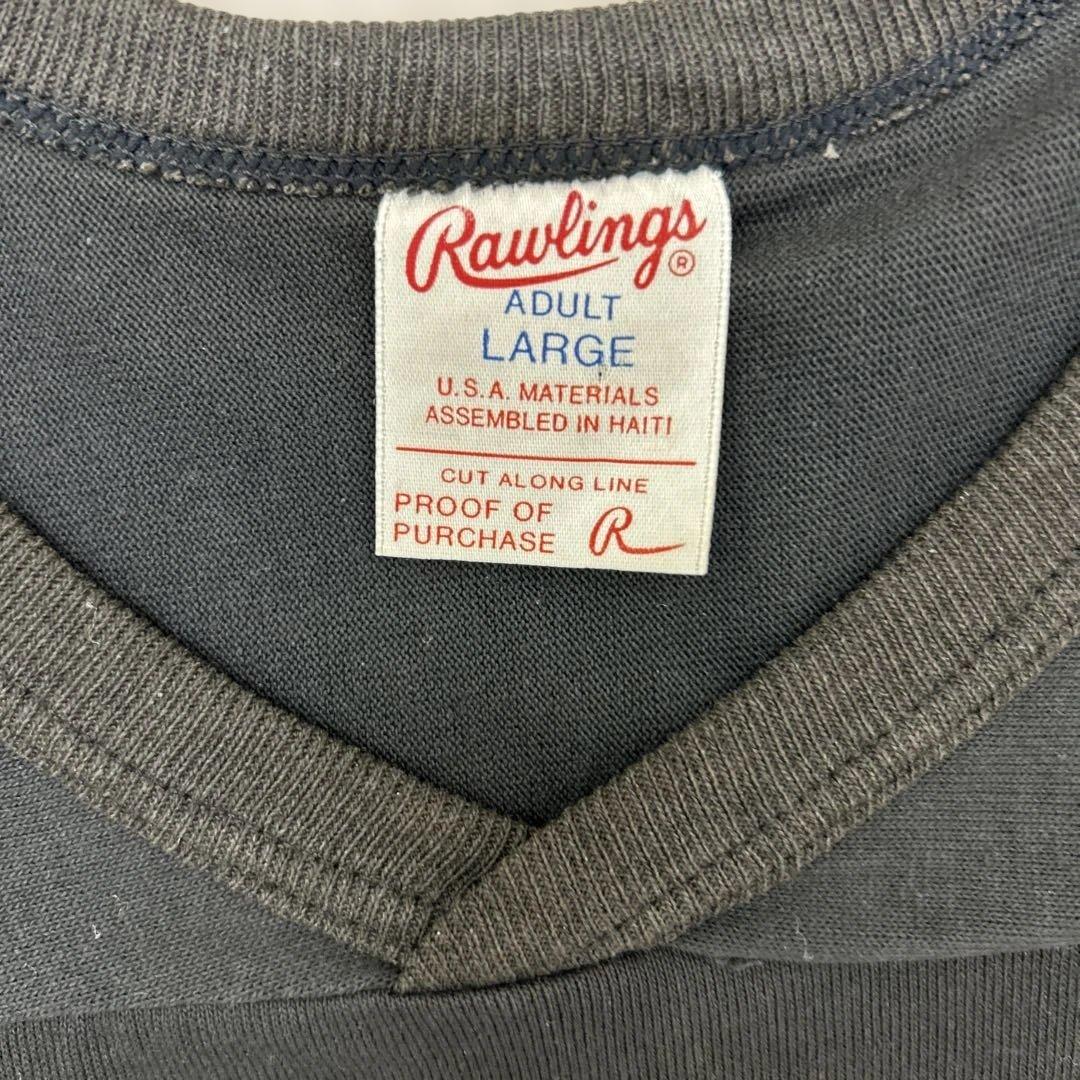 Rawlings®
ADULT
LARGE
U.S.A. MATERIALS
ASSEMBLED IN HAITI
CUT ALONG LINE
PROOF OF
PURCHASE
R